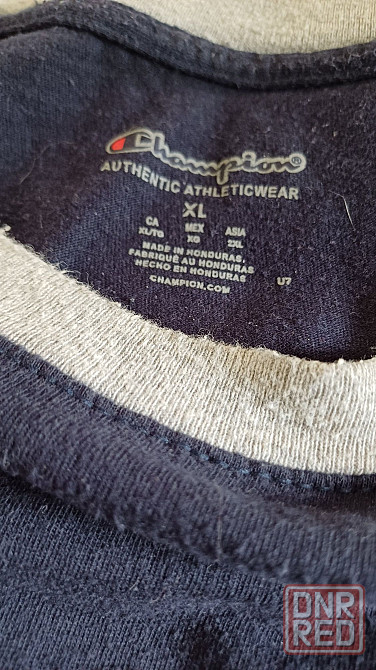 Champion®
AUTHENTIC ATHLETICWEAR
XL
CA MEX ASIA
XL/TG XG 2XL
MADE IN HONDURAS.
FABRIQUÉ AU HONDURAS
HECHO EN HONDURAS
CHAMPION.COM
U7
DNR
RED